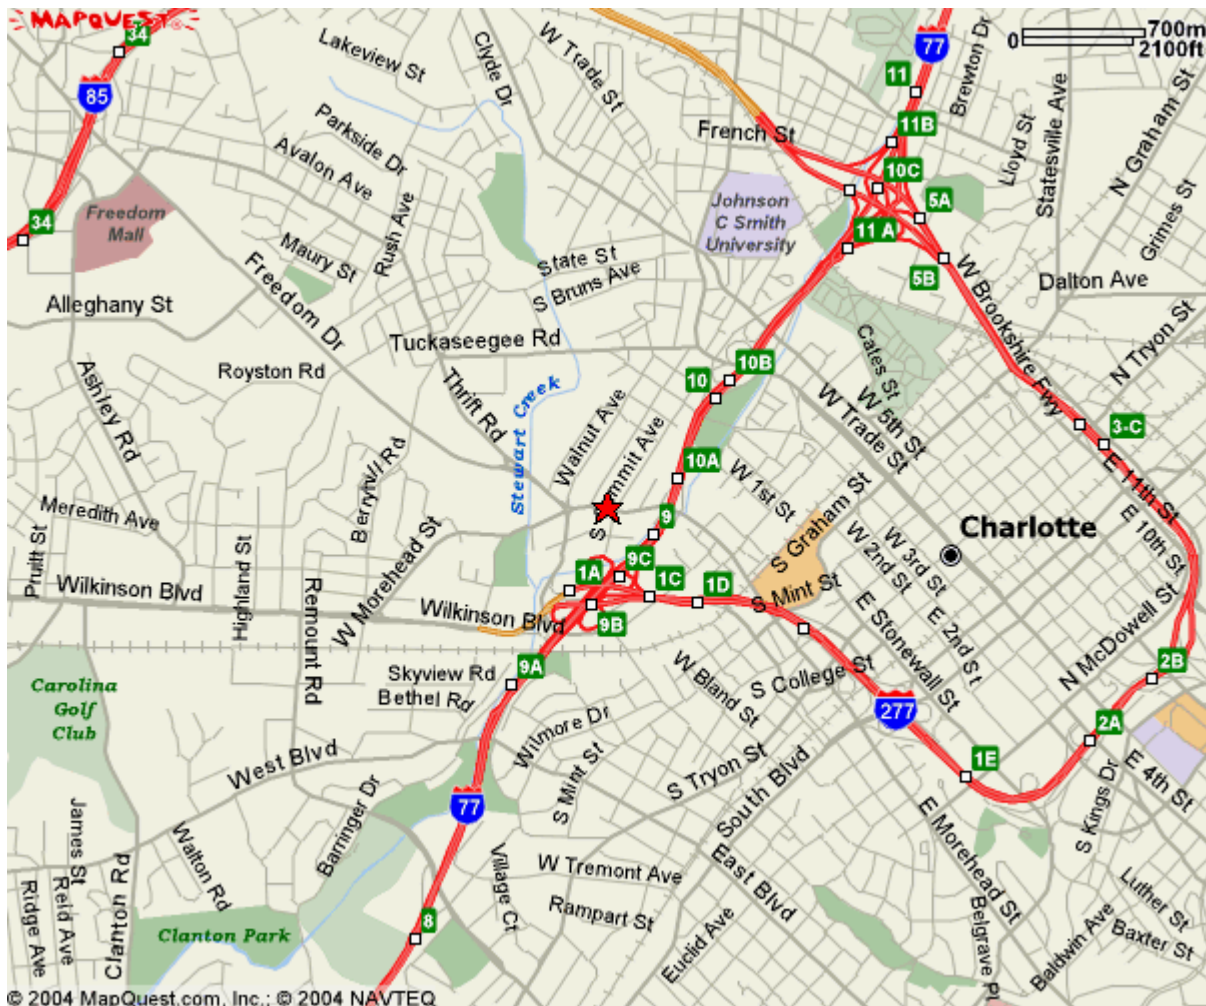 MAPQUEST
34
85
Lakeview St
Clyde Dr
W Trade St
77
0
700m
2100ft
11
Brewton Dr
French St
11B
Lloyd St
Statesville Ave
N Graham St
Parkside Dr
Avalon Ave
10C
Freedom
Mall
34
Rush Ave
Johnson
C Smith
University
5A
11 A
Grimes St
Maury St
State St
S Bruns Ave
5B
W Brookshire Fwy
Dalton Ave
Alleghany St
Freedom Dr
Tuckaseegee Rd
Cates St
N Tryon St
Royston Rd
10
10B
Ashley Rd
Thrift Rd
Stewart Creek
Walnut Ave
W Trade St
W 5th St
3-C
10A
E 11th St
Meredith Ave
W 1st St
S Graham St
9
Charlotte
E 10th St
Pruitt St
Highland St
W Morehead St
9C
1A
1C
1D
W 2nd St
W 3rd St
Wilkinson Blvd
Remount Rd
Wilkinson Blvd
9B
S Mint St
E Stonewall St
E 2nd St
N McDowell St
Carolina
Golf
Club
Skyview Rd
9A
Bethel Rd
W Bland St
S College St
2B
277
2A
West Blvd
Wilmore Dr
S Mint St
S Tryon St
South Blvd
1E
E 4th St
77
James St
Walton Rd
Barringer Dr
Village Ct
W Tremont Ave
East Blvd
E Morehead St
S Kings Dr
Luther St
Ridge Ave
Reid Ave
Clanton Rd
Clanton Park
8
Rampart St
Euclid Ave
Belgrave Pl
Baldwin Ave
Baxter St
© 2004 MapQuest.com, Inc.; © 2004 NAVTEQ